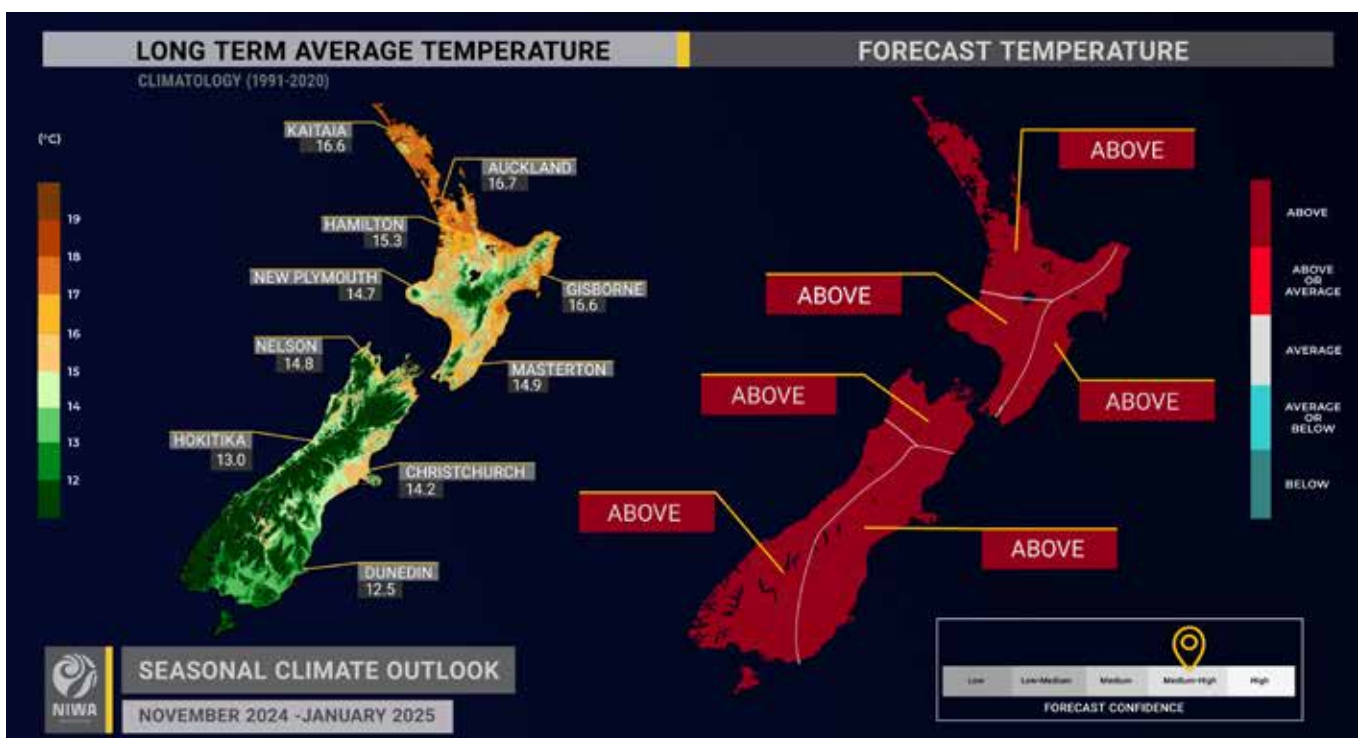 LONG TERM AVERAGE TEMPERATURE
FORECAST TEMPERATURE
CLIMATOLOGY (1991-2020)
(°C)
19
18
17
16
15
14
13
12
KAITAIA
16.6
AUCKLAND
16.7
HAMILTON
15.3
NEW PLYMOUTH
14.7
GISBORNE
16.6
NELSON
14.8
MASTERTON
14.9
HOKITIKA
13.0
CHRISTCHURCH
14.2
DUNEDIN
12.5
ABOVE
ABOVE
ABOVE
ABOVE
ABOVE
ABOVE
ABOVE
ABOVE
OR
AVERAGE
AVERAGE
AVERAGE
OR
BELOW
BELOW
NIWA
SEASONAL CLIMATE OUTLOOK
NOVEMBER 2024 -JANUARY 2025
Low Low-Medium Medium Medium-High High
FORECAST CONFIDENCE